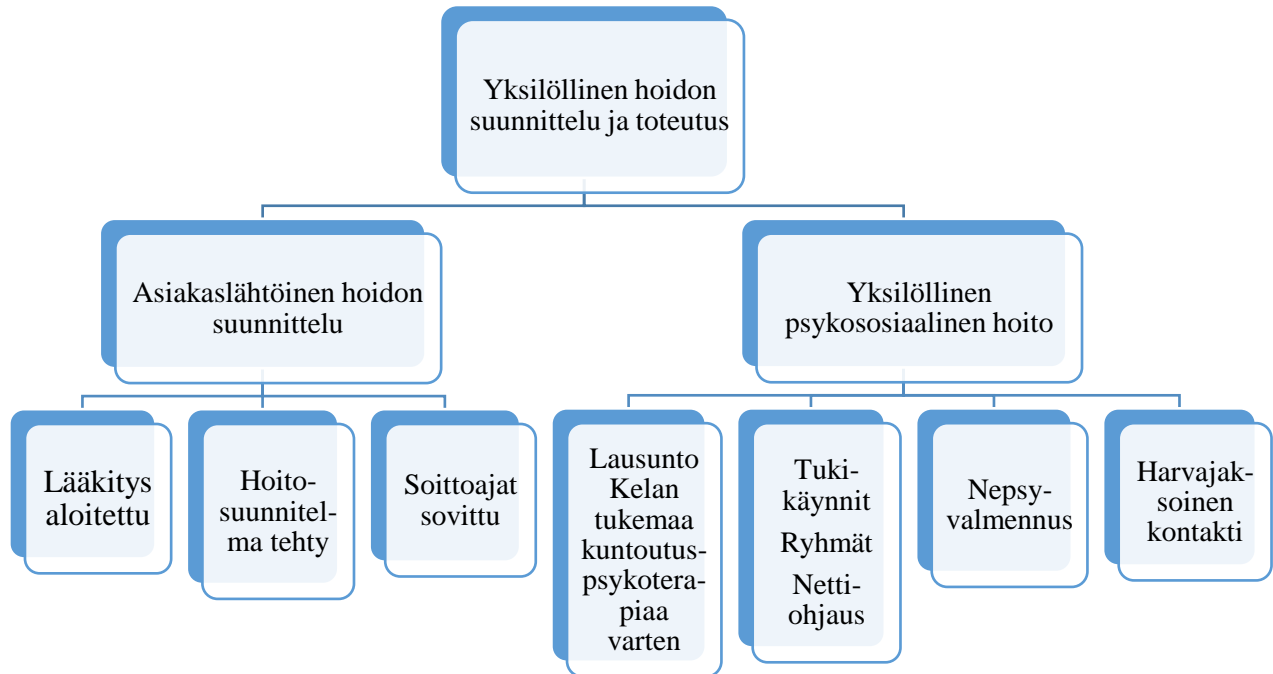 Yksilöllinen hoidon
suunnittelu ja toteutus
Asiakaslähtöinen hoidon
suunnittelu
Yksilöllinen
psykososiaalinen hoito
Lääkitys
aloitettu
Hoito-
suunnitel-
ma tehty
Soittoajat
sovittu
Lausunto
Kelan
tukemaa
kuntoutus-
psykotera-
piaa
varten
Tuki-
käynnit
Ryhmät
Netti-
ohjaus
Nepsy-
valmennus
Harvajak-
soinen
kontakti